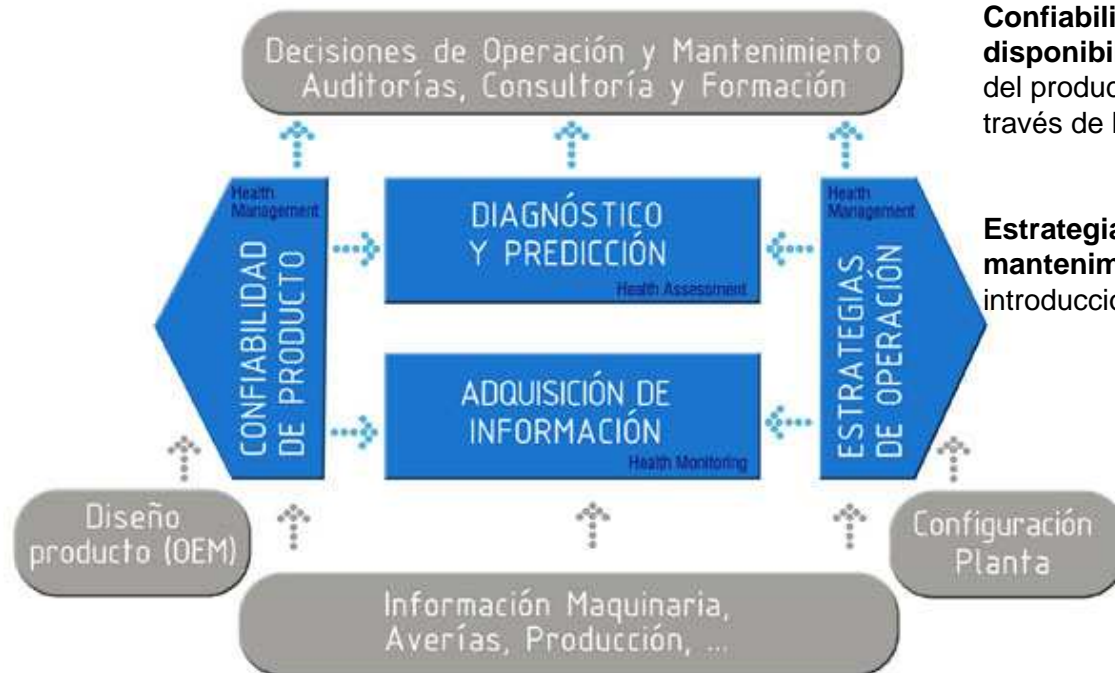 Decisiones de Operación y Mantenimiento
Auditorías, Consultoría y Formación
Health
Management
CONFIABILIDAD
DE PRODUCTO
DIAGNÓSTICO
Y PREDICCIÓN
Health Assessment
ADQUISICIÓN DE
INFORMACIÓN
Health Monitoring
Health
Management
ESTRATEGIAS
DE OPERACIÓN
Diseño
producto (OEM)
Configuración
Planta
Información Maquinaria,
Averías, Producción, ...
Confiabili
disponibi
del produc
través de
Estrategia
mantenim
introducci